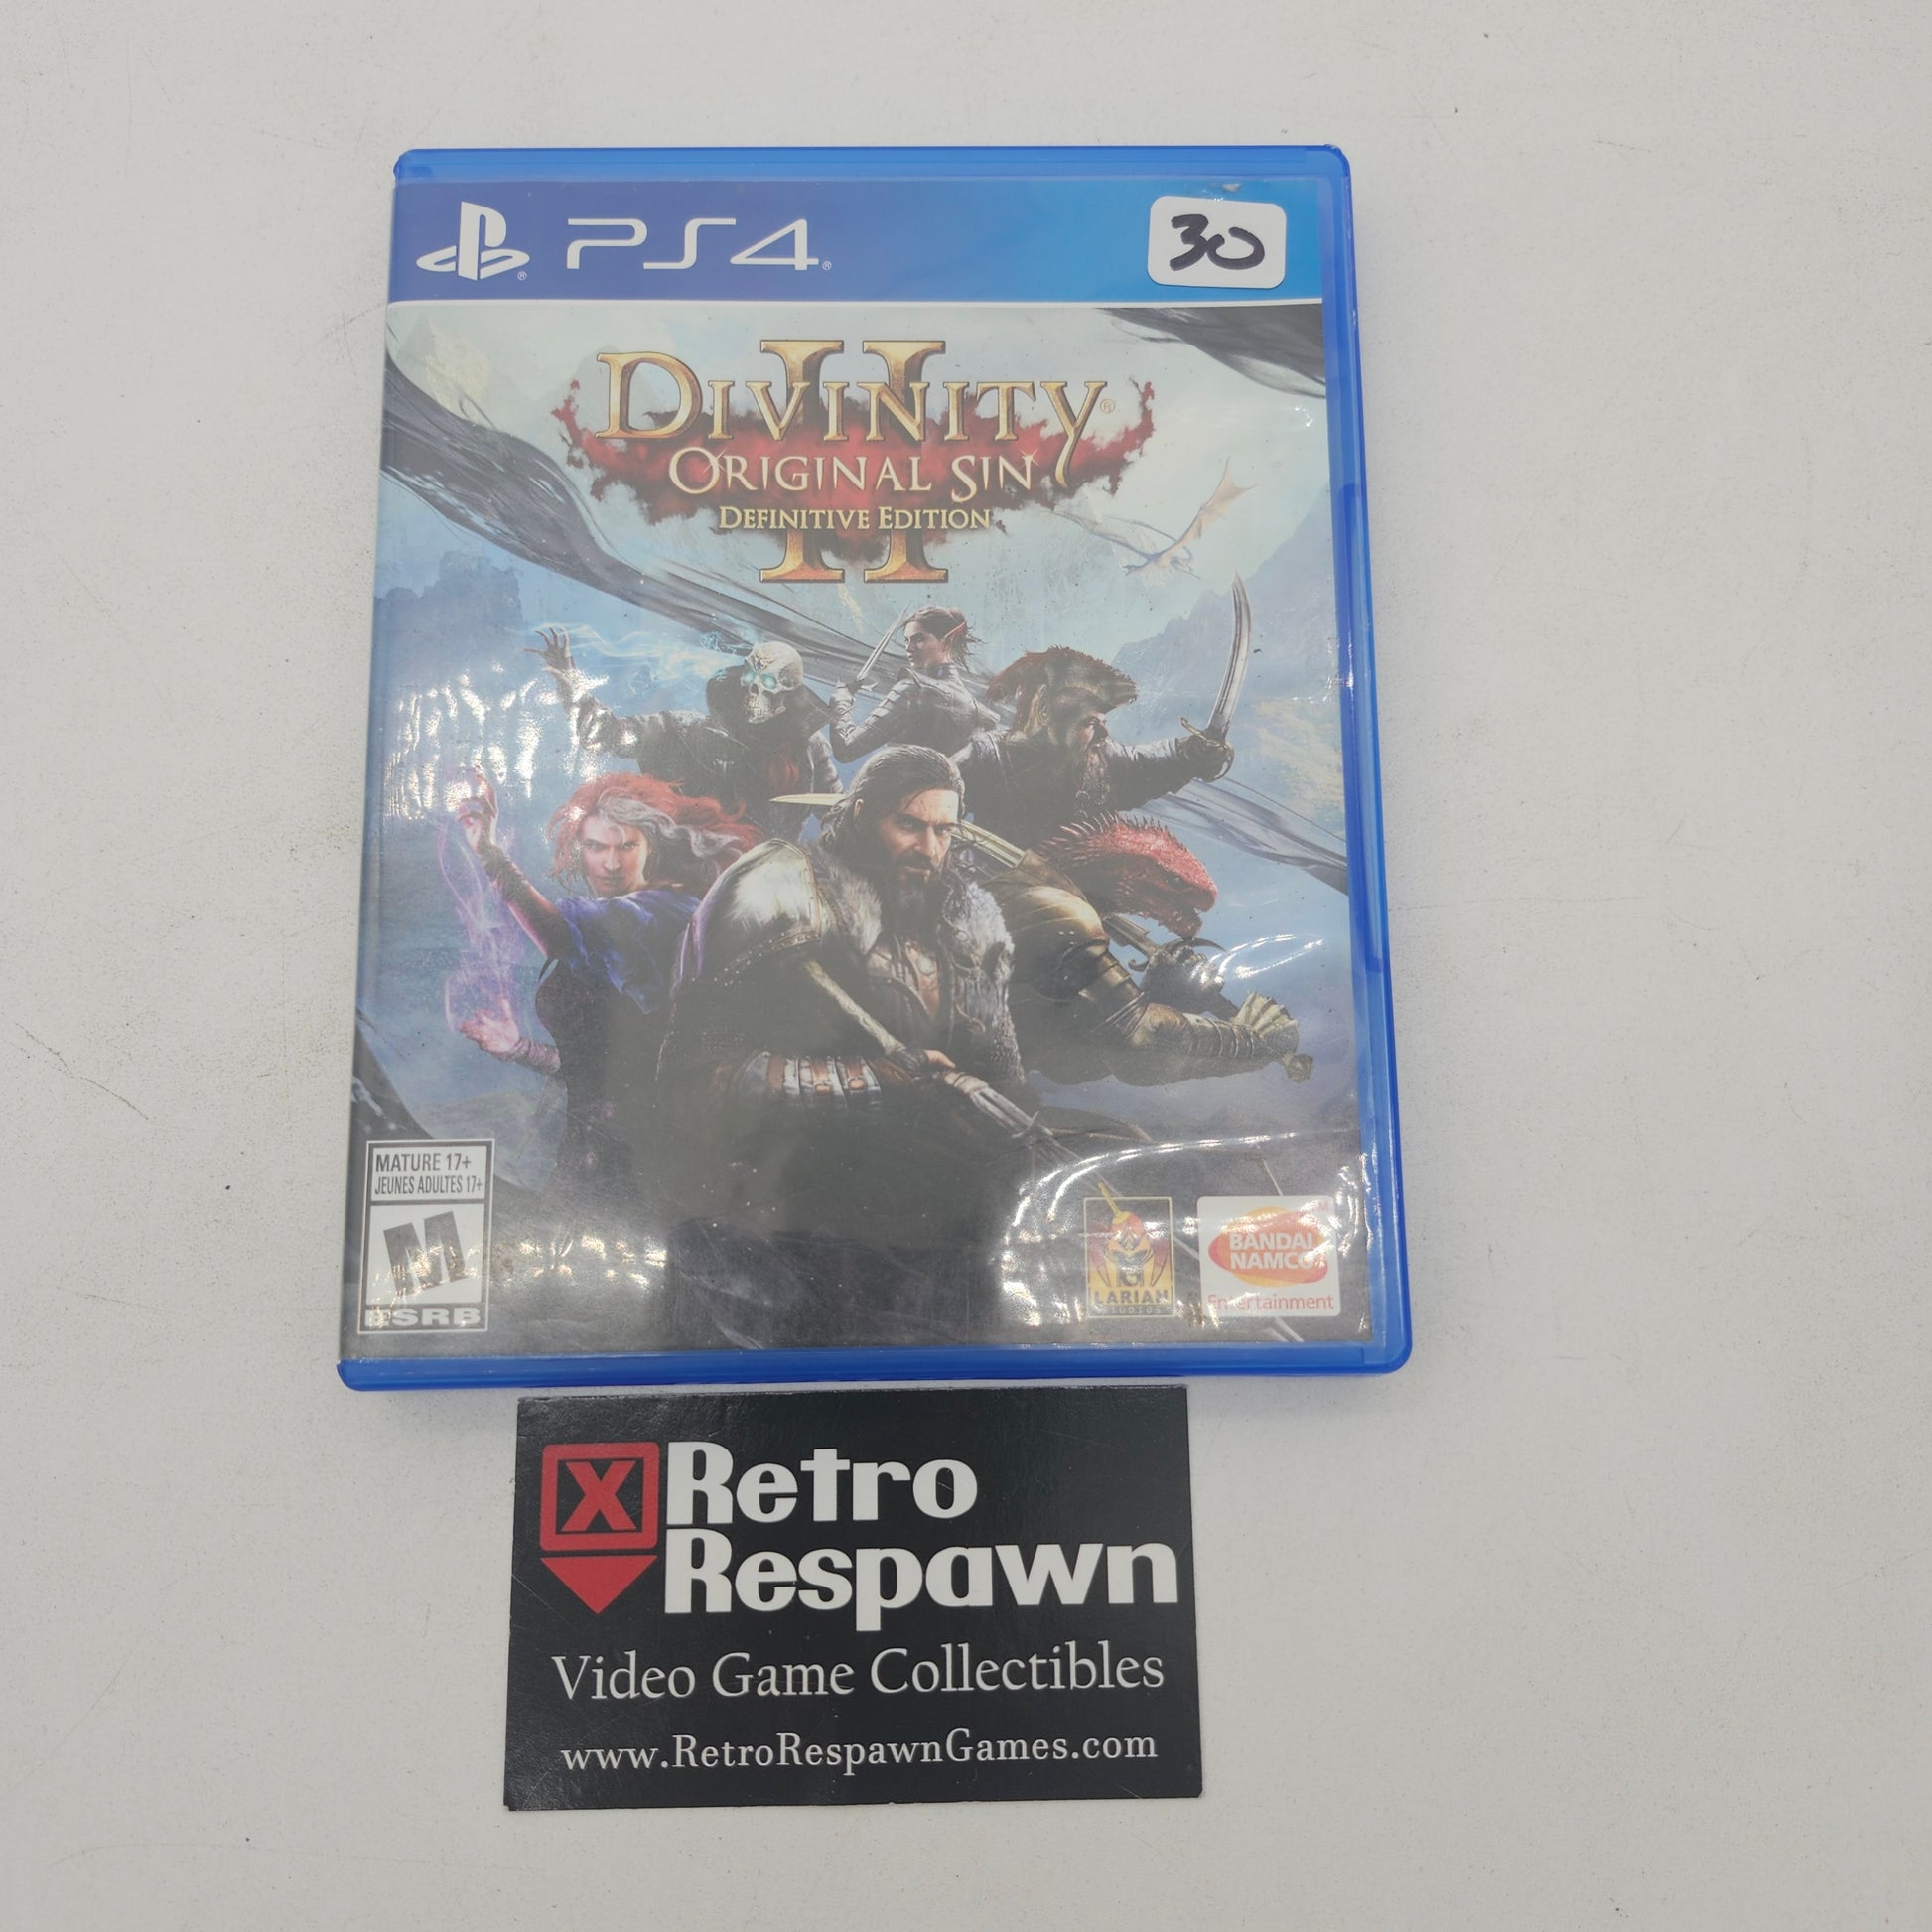 PS4®
30
II
DIVINITY®
ORIGINAL SIN
DEFINITIVE EDITION
MATURE 17+
JEUNES ADULTES 17+
M
ESRB
LARIAN
STUDIOS
BANDAI
NAMCO
Entertainment
X
Retro
Respawn
Video Game Collectibles
www.RetroRespawnGames.com